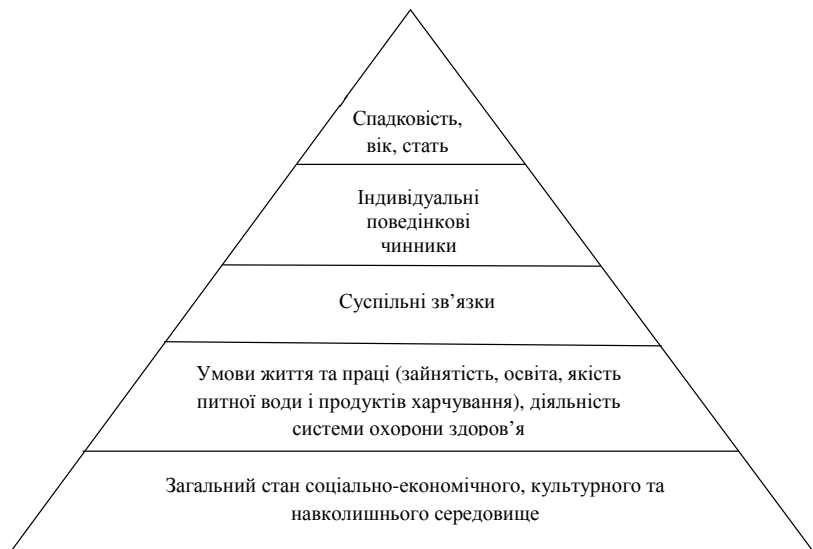 Спадковість,
вік, стать
Індивідуальні
поведінкові
чинники
Суспільні зв’язки
Умови життя та праці (зайнятість, освіта, якість
питної води і продуктів харчування), діяльність
системи охорони здоров’я
Загальний стан соціально-економічного, культурного та
навколишнього середовище